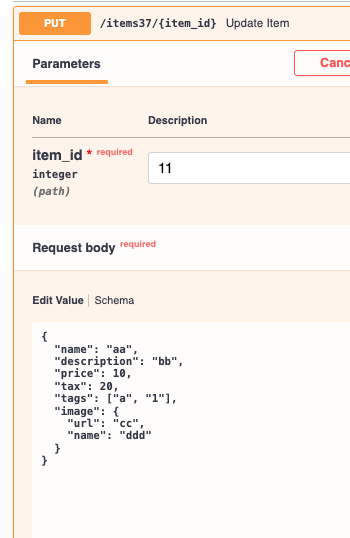 PUT /items37/{item_id} Update Item
Parameters
Canc
Name Description
item_id * required
integer
(path)
11
Request body required
Edit Value Schema
{
  "name": "aa",
  "description": "bb",
  "price": 10,
  "tax": 20,
  "tags": ["a", "1"],
  "image": {
    "url": "cc",
    "name": "ddd"
  }
}